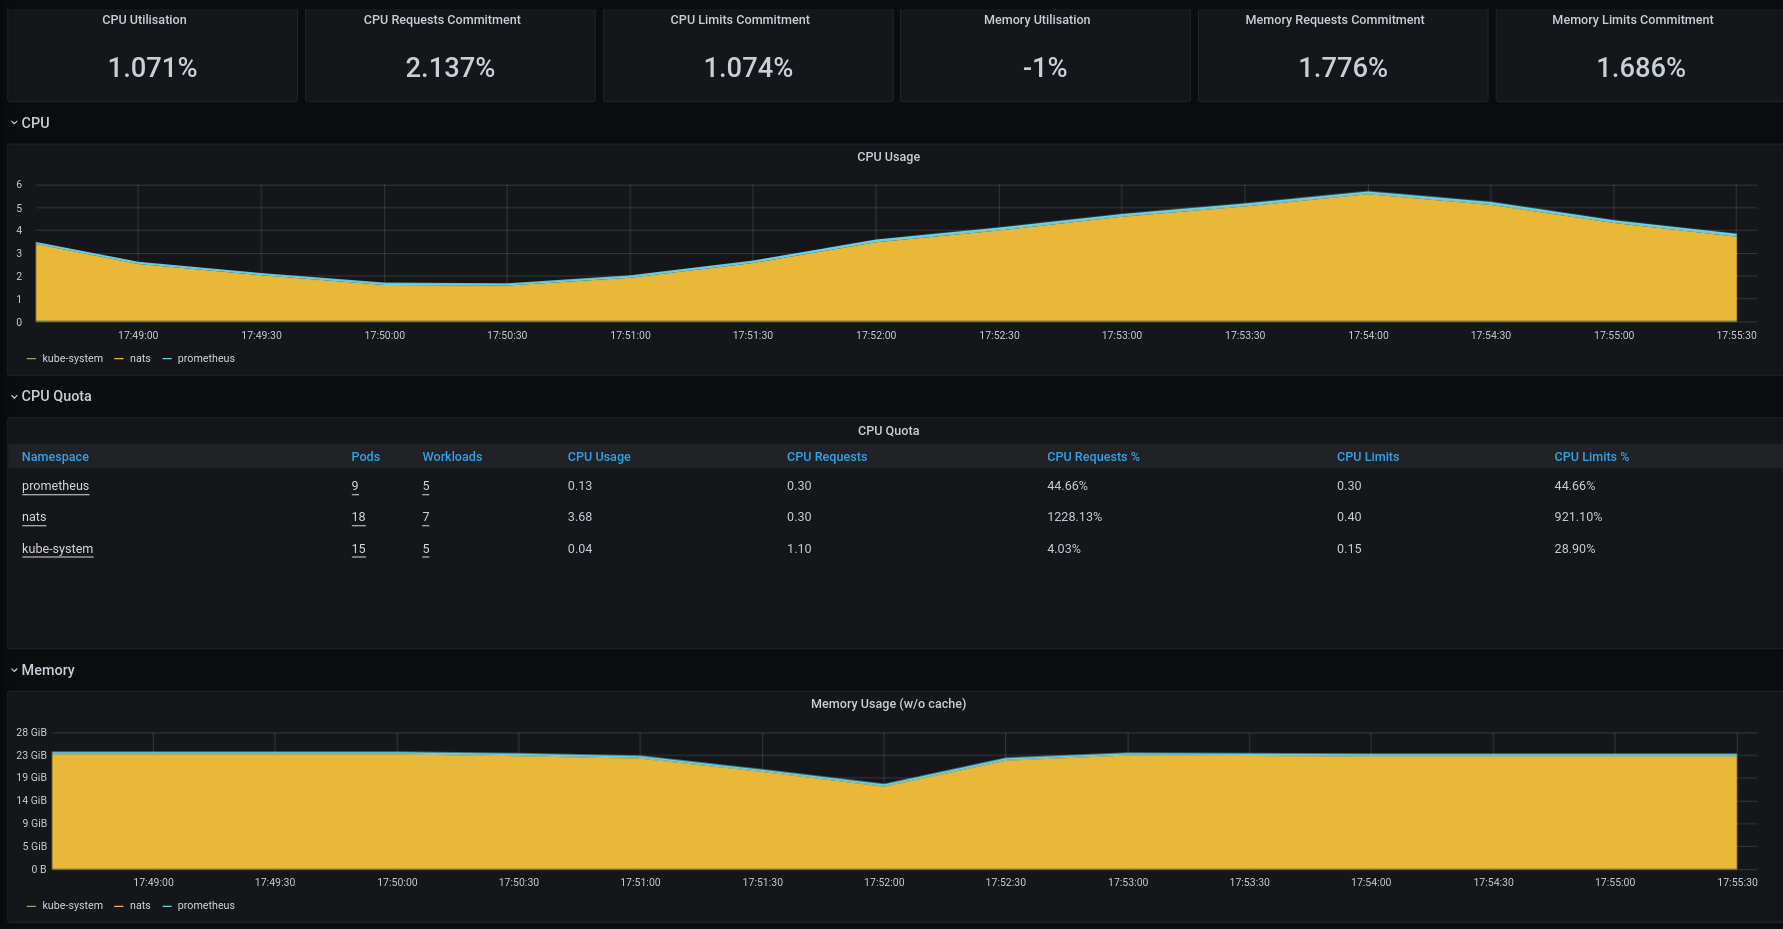 CPU Utilisation CPU Requests Commitment CPU Limits Commitment Memory Utilisation Memory Requests Commitment Memory Limits Commitment
1.071% 2.137% 1.074% -1% 1.776% 1.686%
CPU
CPU Usage
6
5
4
3
2
1
0
17:49:00 17:49:30 17:50:00 17:50:30 17:51:00 17:51:30 17:52:00 17:52:30 17:53:00 17:53:30 17:54:00 17:54:30 17:55:00 17:55:30
kube-system nats prometheus
CPU Quota
CPU Quota
Namespace Pods Workloads CPU Usage CPU Requests CPU Requests % CPU Limits CPU Limits %
prometheus 9 5 0.13 0.30 44.66% 0.30 44.66%
nats 18 7 3.68 0.30 1228.13% 0.40 921.10%
kube-system 15 5 0.04 1.10 4.03% 0.15 28.90%
Memory
Memory Usage (w/o cache)
28 GiB
23 GiB
19 GiB
14 GiB
9 GiB
5 GiB
0 B
17:49:00 17:49:30 17:50:00 17:50:30 17:51:00 17:51:30 17:52:00 17:52:30 17:53:00 17:53:30 17:54:00 17:54:30 17:55:00 17:55:30
kube-system nats prometheus